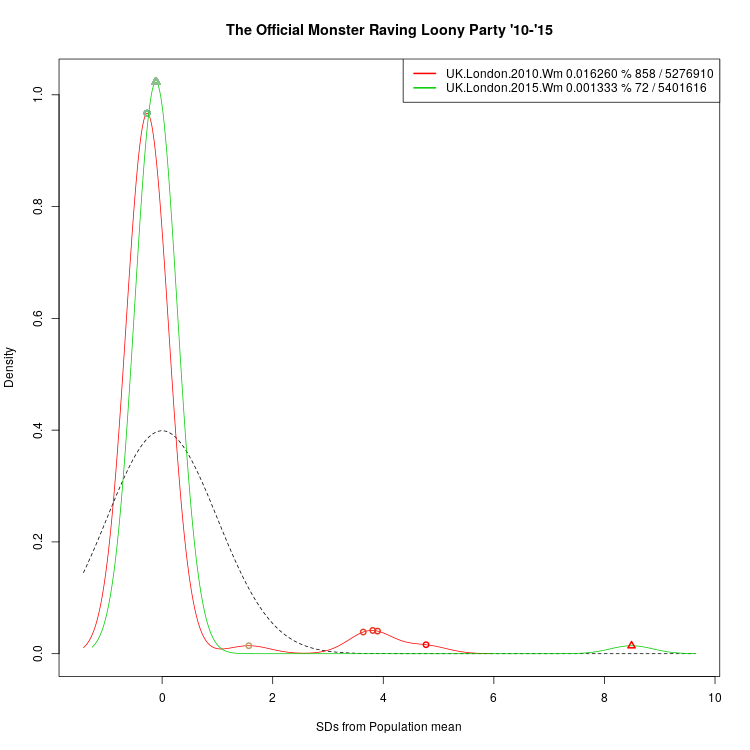 The Official Monster Raving Loony Party '10-'15
UK.London.2010.Wm 0.016260 % 858 / 5276910
UK.London.2015.Wm 0.001333 % 72 / 5401616
Density
1.0
0.8
0.6
0.4
0.2
0.0
0 2 4 6 8 10
SDs from Population mean